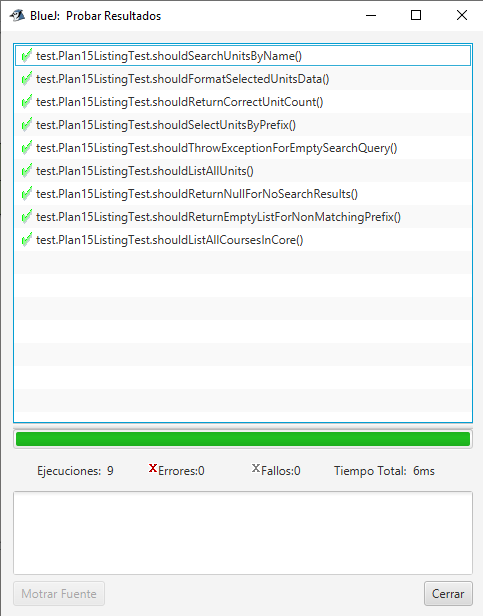 BlueJ: Probar Resultados
test.Plan15ListingTest.shouldSearchUnitsByName()
test.Plan15ListingTest.shouldFormatSelectedUnitsData()
test.Plan15ListingTest.shouldReturnCorrectUnitCount()
test.Plan15ListingTest.shouldSelectUnitsByPrefix()
test.Plan15ListingTest.shouldThrowExceptionForEmptySearchQuery()
test.Plan15ListingTest.shouldListAllUnits()
test.Plan15ListingTest.shouldReturnNullForNoSearchResults()
test.Plan15ListingTest.shouldReturnEmptyListForNonMatchingPrefix()
test.Plan15ListingTest.shouldListAllCoursesInCore()
Ejecuciones: 9 XErrores:0 XFallos:0 Tiempo Total: 6ms
Motrar Fuente Cerrar